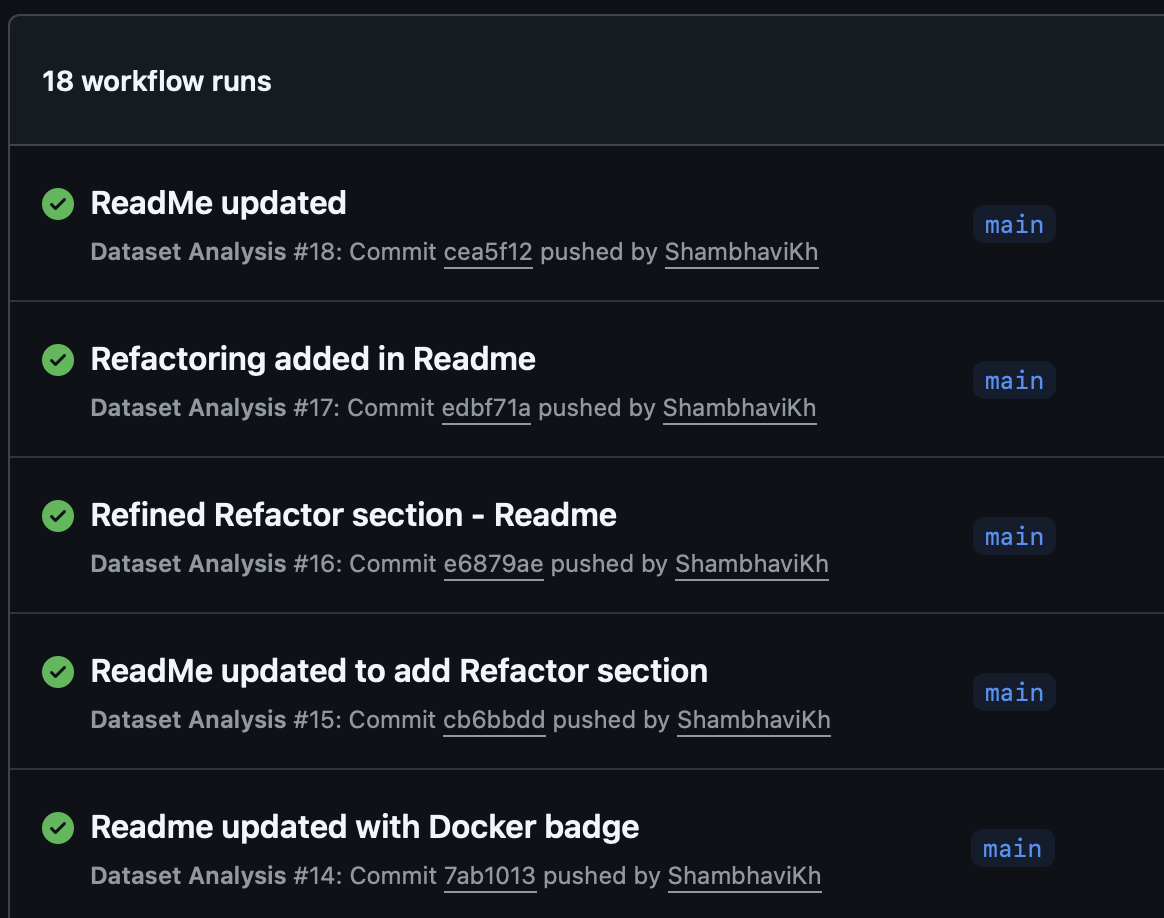 18 workflow runs
ReadMe updated
Dataset Analysis #18: Commit cea5f12 pushed by ShambhaviKh
main
Refactoring added in Readme
Dataset Analysis #17: Commit edbf71a pushed by ShambhaviKh
main
Refined Refactor section - Readme
Dataset Analysis #16: Commit e6879ae pushed by ShambhaviKh
main
ReadMe updated to add Refactor section
Dataset Analysis #15: Commit cb6bbdd pushed by ShambhaviKh
main
Readme updated with Docker badge
Dataset Analysis #14: Commit 7ab1013 pushed by ShambhaviKh
main